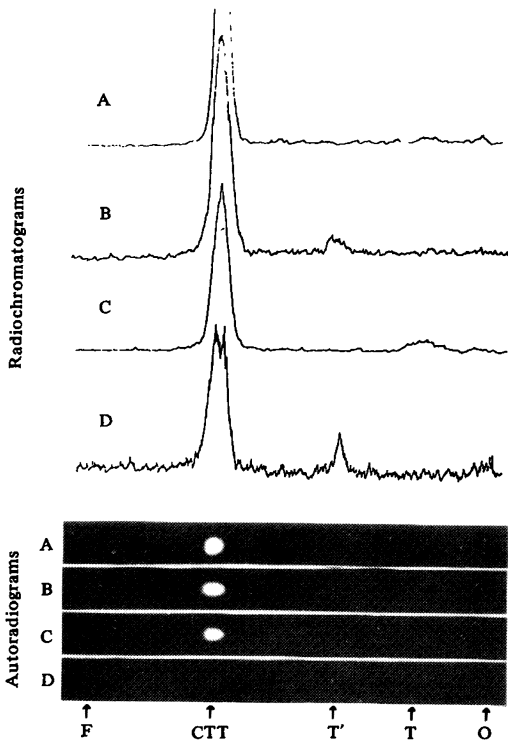 Radiochromatograms
A
B
C
D
Autoradiograms
A
B
C
D
F CTT T′ T O